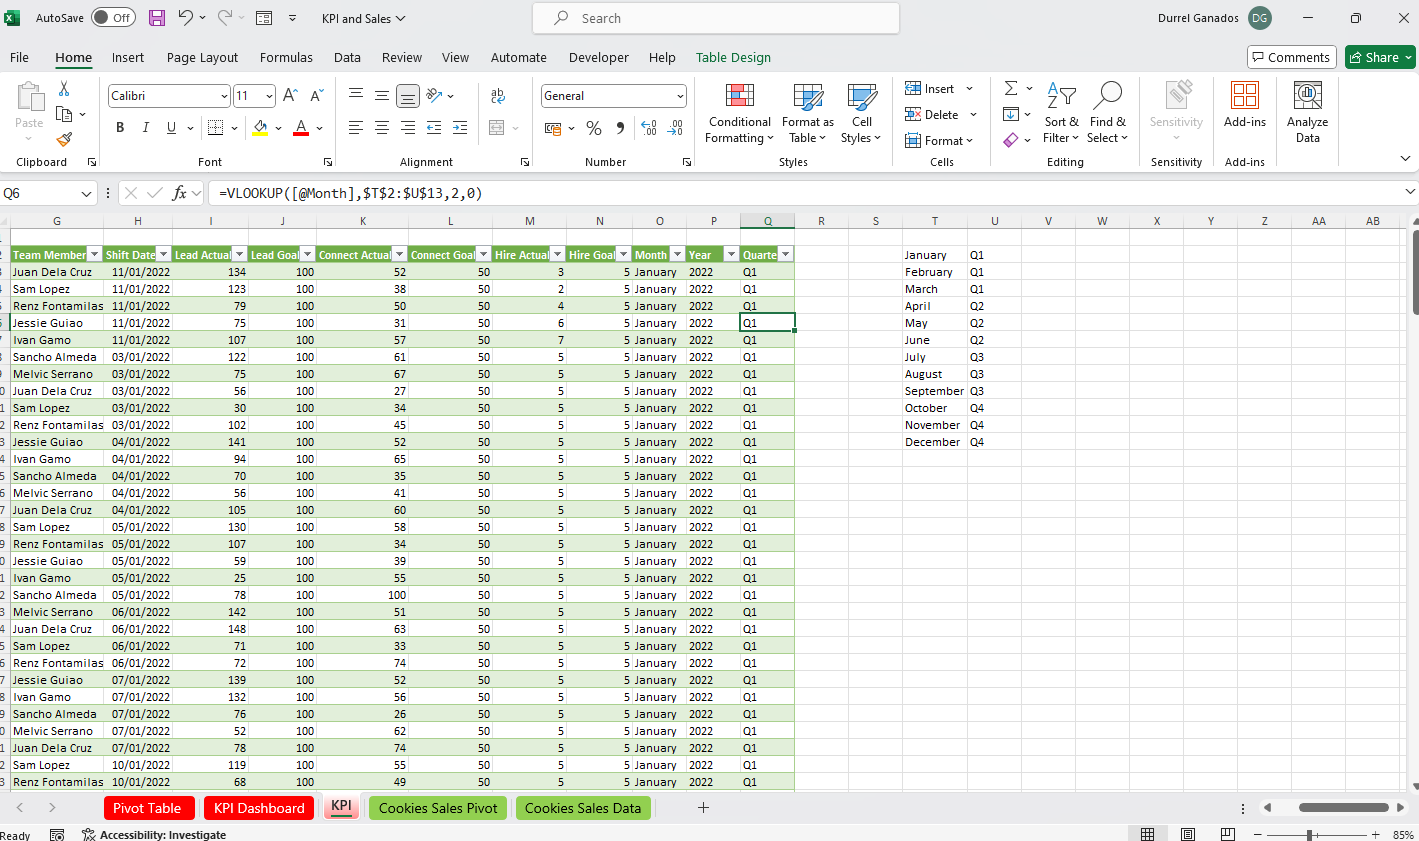 AutoSave Off KPI and Sales Search Durrel Ganados DG
File Home Insert Page Layout Formulas Data Review View Automate Developer Help Table Design Comments Share
Paste Calibri 11 General Conditional Formatting Format as Table Cell Styles Insert Delete Format Sort & Filter Find & Select Sensitivity Add-ins Analyze Data
B I U ab c % .00 .0
Clipboard Font Alignment Number Styles Cells Editing Sensitivity Add-ins
Q6 fx =VLOOKUP([@Month],$T$2:$U$13,2,0)
G H I J K L M N O P Q R S T U V W X Y Z AA AB
Team Member Shift Date Lead Actual Lead Goal Connect Actual Connect Goal Hire Actual Hire Goal Month Year Quarte January Q1
Juan Dela Cruz 11/01/2022 134 100 52 50 3 5 January 2022 Q1 February Q1
Sam Lopez 11/01/2022 123 100 38 50 2 5 January 2022 Q1 March Q1
Renz Fontamilas 11/01/2022 79 100 50 50 4 5 January 2022 Q1 April Q2
Jessie Guiao 11/01/2022 75 100 31 50 6 5 January 2022 Q1 May Q2
Ivan Gamo 11/01/2022 107 100 57 50 7 5 January 2022 Q1 June Q2
Sancho Almeda 03/01/2022 122 100 61 50 5 5 January 2022 Q1 July Q3
Melvic Serrano 03/01/2022 75 100 67 50 5 5 January 2022 Q1 August Q3
Juan Dela Cruz 03/01/2022 56 100 27 50 5 5 January 2022 Q1 September Q3
Sam Lopez 03/01/2022 30 100 34 50 5 5 January 2022 Q1 October Q4
Renz Fontamilas 03/01/2022 102 100 45 50 5 5 January 2022 Q1 November Q4
Jessie Guiao 04/01/2022 141 100 52 50 5 5 January 2022 Q1 December Q4
Ivan Gamo 04/01/2022 94 100 65 50 5 5 January 2022 Q1
Sancho Almeda 04/01/2022 70 100 35 50 5 5 January 2022 Q1
Melvic Serrano 04/01/2022 56 100 41 50 5 5 January 2022 Q1
Juan Dela Cruz 04/01/2022 105 100 60 50 5 5 January 2022 Q1
Sam Lopez 05/01/2022 130 100 58 50 5 5 January 2022 Q1
Renz Fontamilas 05/01/2022 107 100 34 50 5 5 January 2022 Q1
Jessie Guiao 05/01/2022 59 100 39 50 5 5 January 2022 Q1
Ivan Gamo 05/01/2022 25 100 55 50 5 5 January 2022 Q1
Sancho Almeda 05/01/2022 78 100 100 50 5 5 January 2022 Q1
Melvic Serrano 06/01/2022 142 100 51 50 5 5 January 2022 Q1
Juan Dela Cruz 06/01/2022 148 100 63 50 5 5 January 2022 Q1
Sam Lopez 06/01/2022 71 100 33 50 5 5 January 2022 Q1
Renz Fontamilas 06/01/2022 72 100 74 50 5 5 January 2022 Q1
Jessie Guiao 07/01/2022 139 100 52 50 5 5 January 2022 Q1
Ivan Gamo 07/01/2022 132 100 56 50 5 5 January 2022 Q1
Sancho Almeda 07/01/2022 76 100 26 50 5 5 January 2022 Q1
Melvic Serrano 07/01/2022 52 100 62 50 5 5 January 2022 Q1
Juan Dela Cruz 07/01/2022 78 100 74 50 5 5 January 2022 Q1
Sam Lopez 10/01/2022 119 100 55 50 5 5 January 2022 Q1
Renz Fontamilas 10/01/2022 68 100 49 50 5 5 January 2022 Q1
Pivot Table KPI Dashboard KPI Cookies Sales Pivot Cookies Sales Data
Ready Accessibility: Investigate 85%